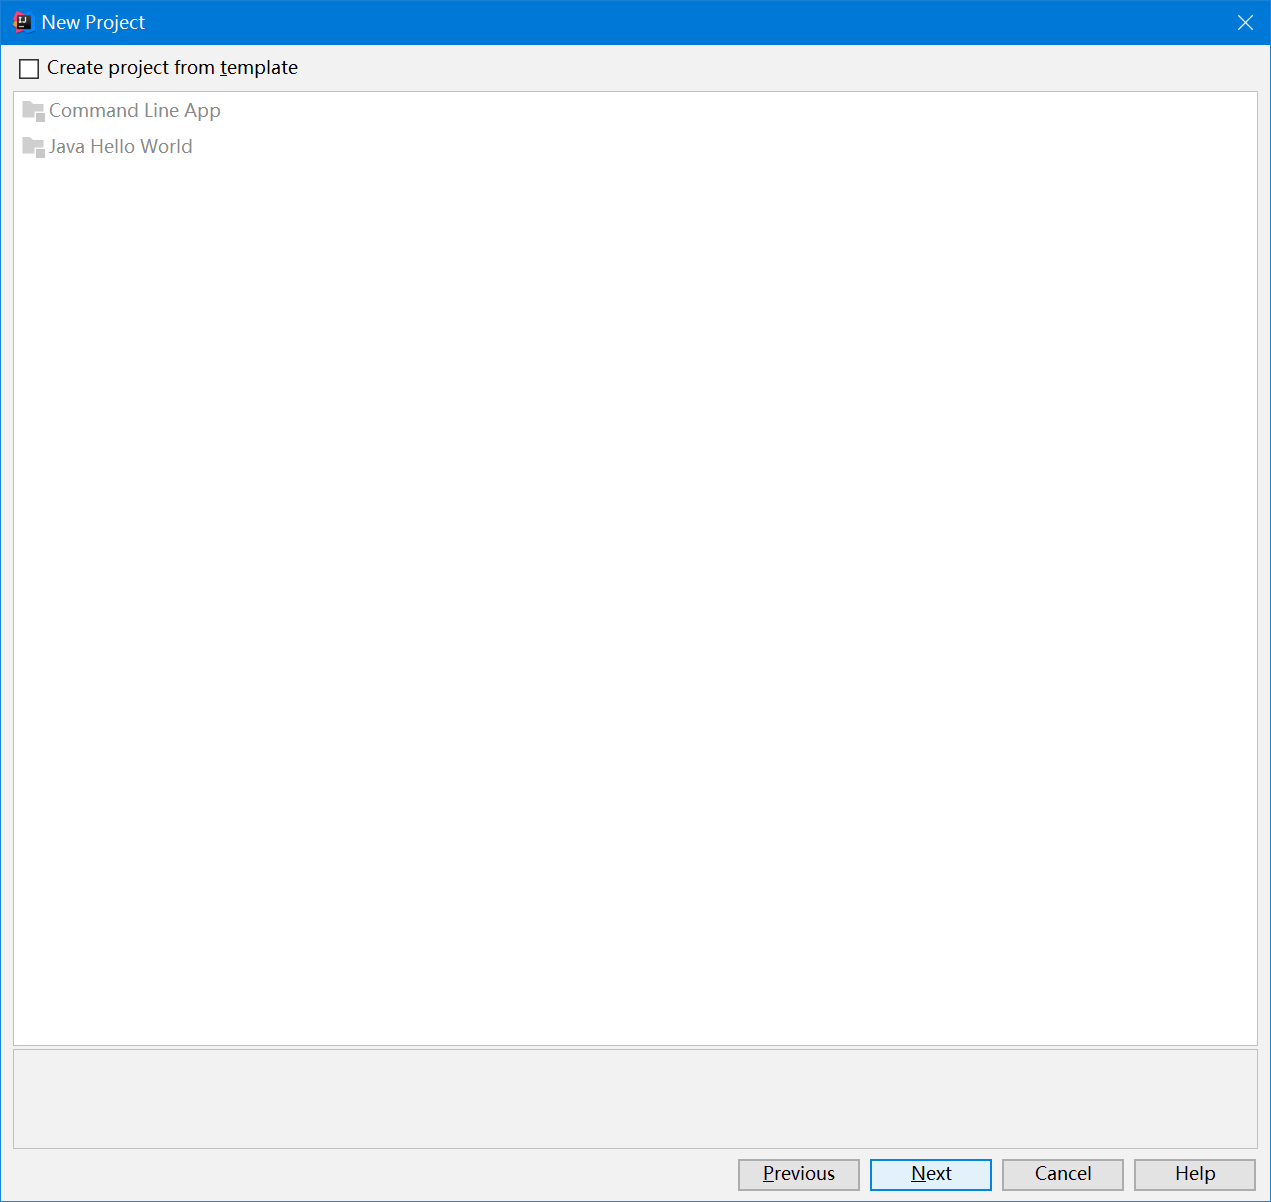 New Project
Create project from template
Command Line App
Java Hello World
Previous Next Cancel Help